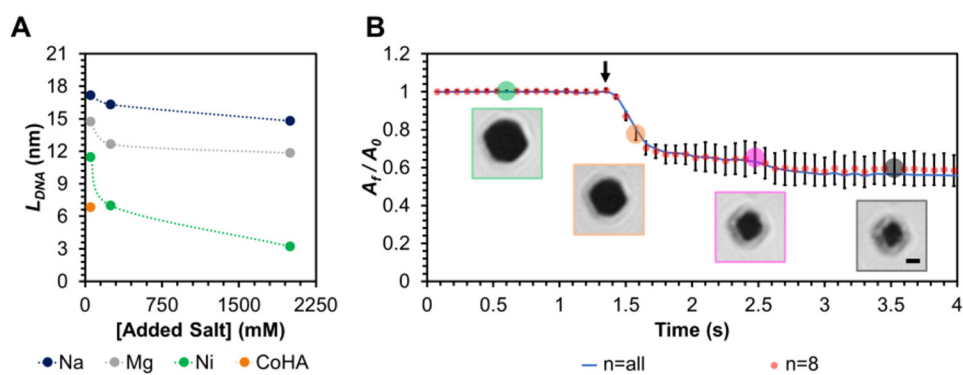 A
B
21
18
15
12
9
6
3
0
L_DNA (nm)
0 750 1500 2250
[Added Salt] (mM)
Na Mg Ni CoHA
1.2
1
0.8
0.6
0.4
0.2
0
A_f / A_0
0 0.5 1 1.5 2 2.5 3 3.5 4
Time (s)
n=all n=8